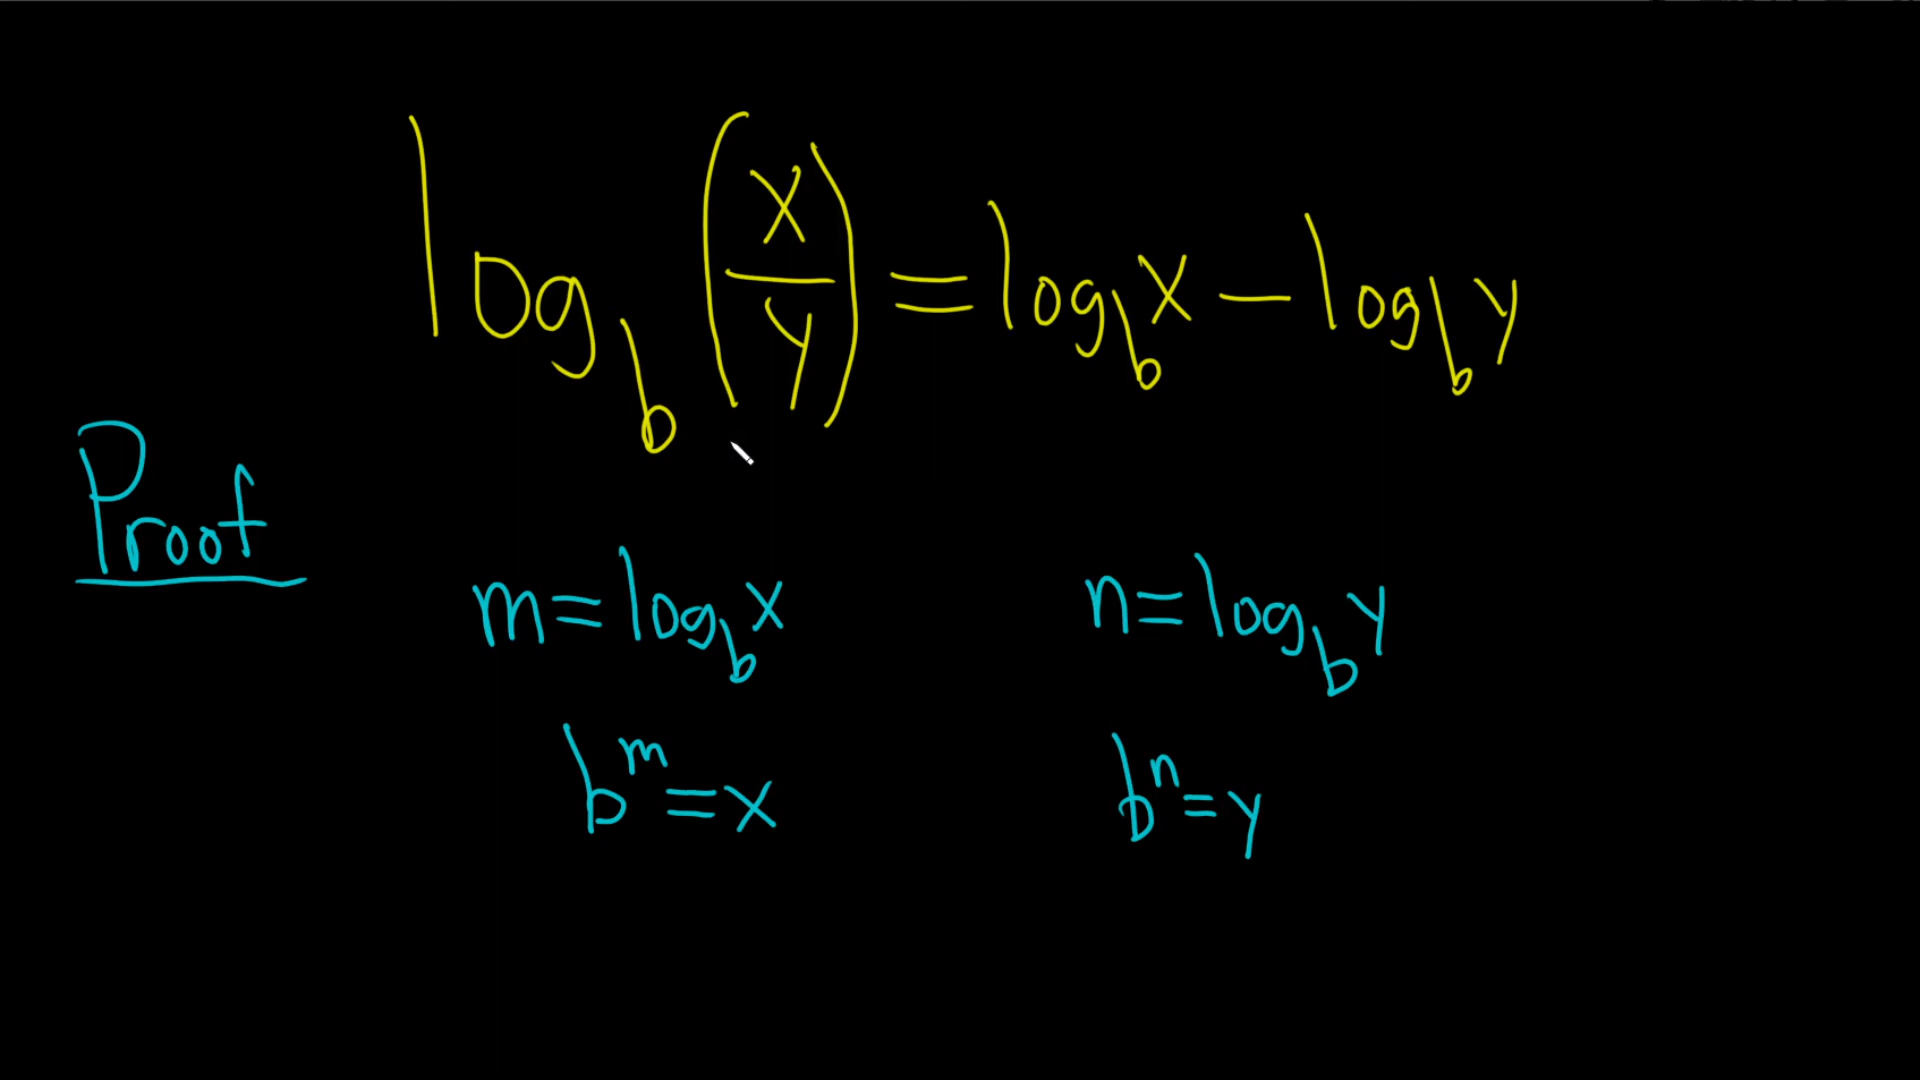 log_b (x/y) = log_b x - log_b y
Proof
m = log_b x n = log_b y
b^m = x b^n = y